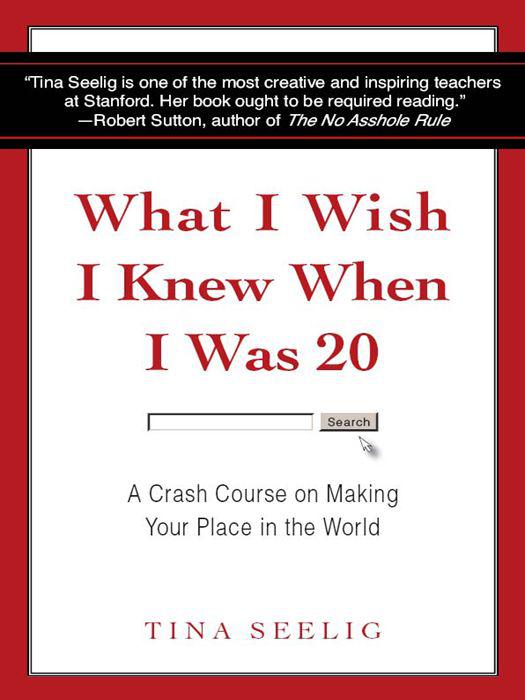 “Tina Seelig is one of the most creative and inspiring teachers
at Stanford. Her book ought to be required reading.”
—Robert Sutton, author of The No Asshole Rule
What I Wish
I Knew When
I Was 20
Search
A Crash Course on Making
Your Place in the World
TINA SEELIG